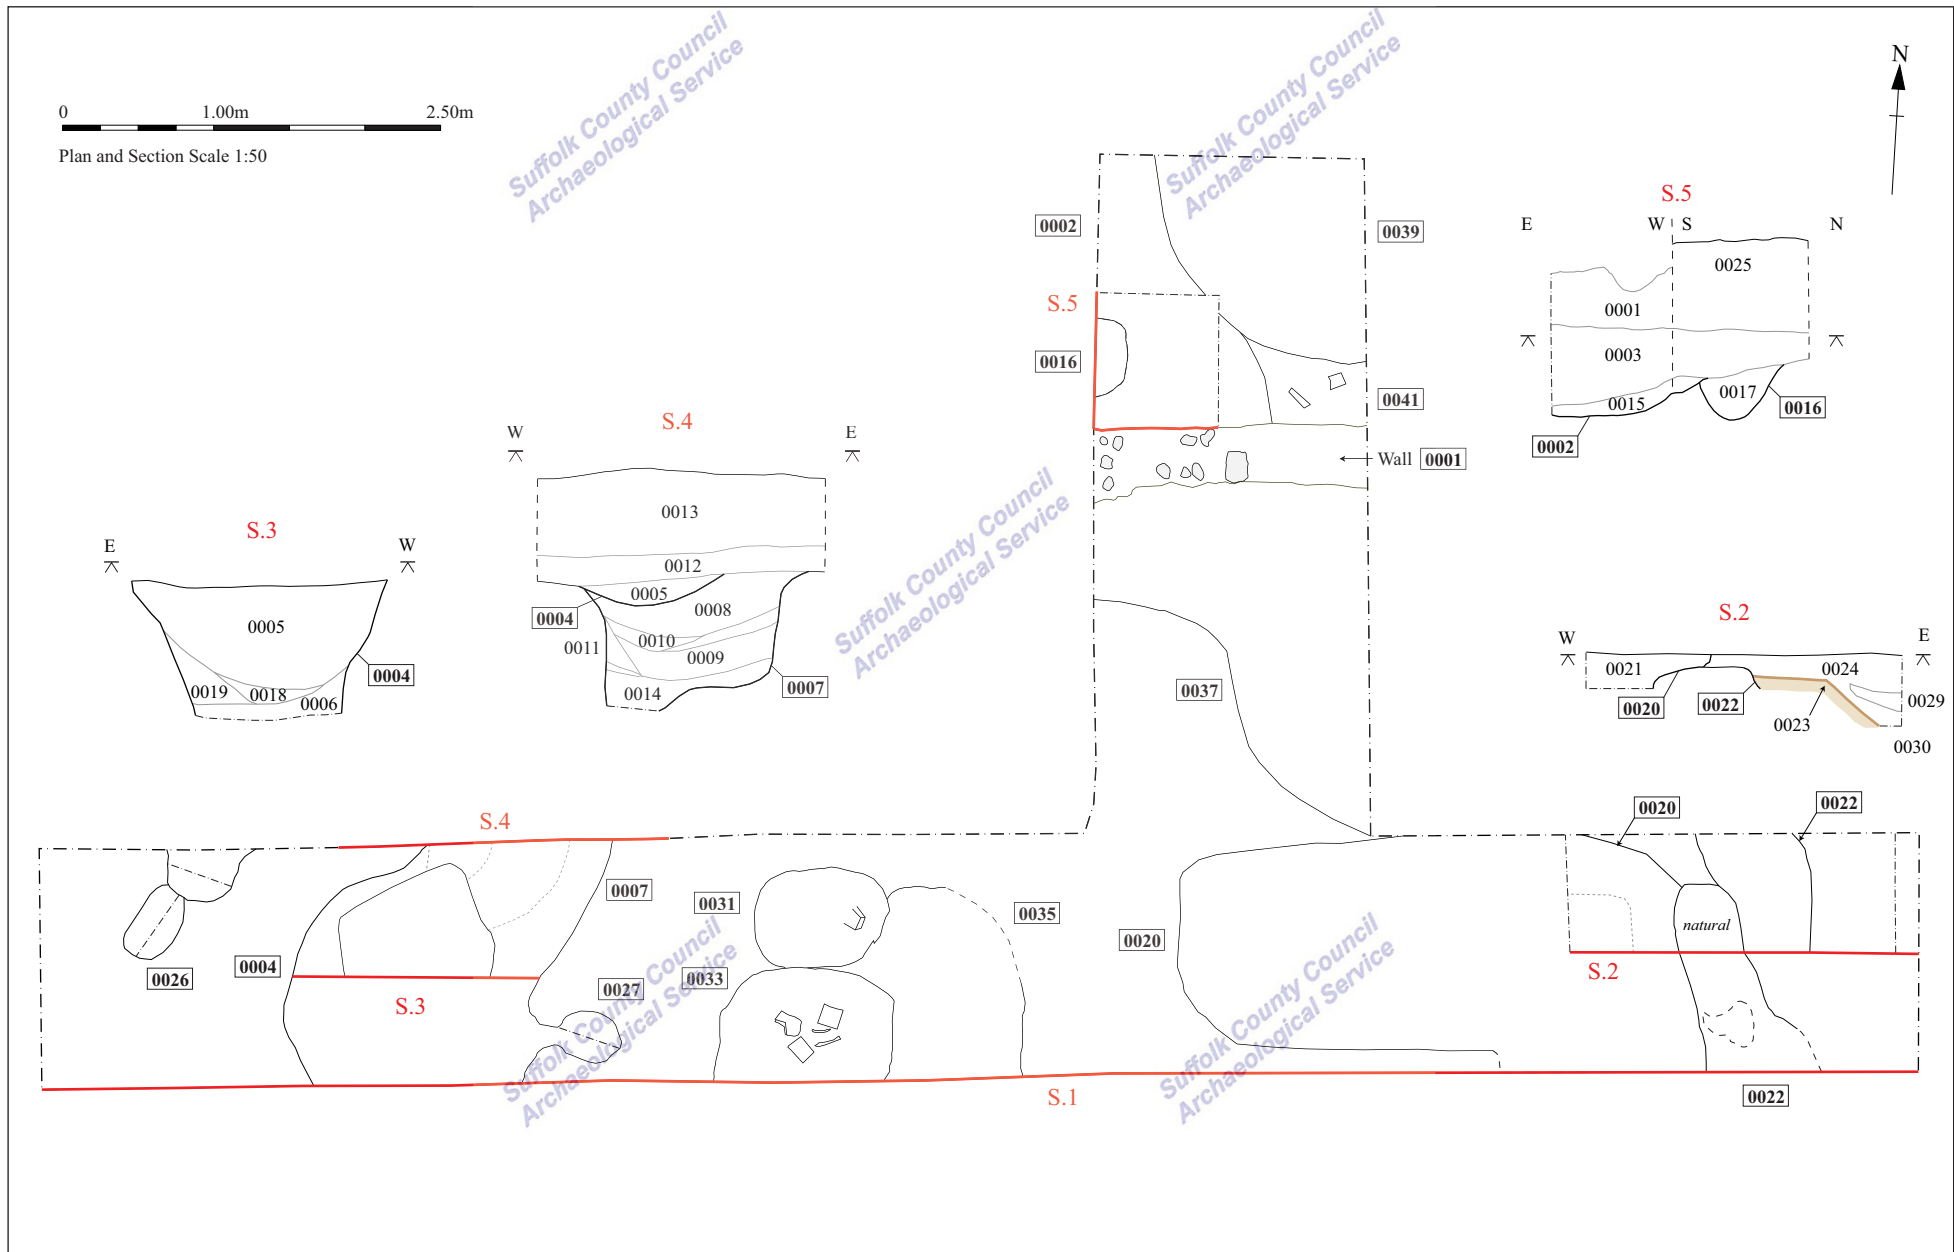 Suffolk County Council
Archaeological Service
Suffolk County Council
Archaeological Service
N
0 1.00m 2.50m
Plan and Section Scale 1:50
S.5
E W S N
0025
0001
0003
0015
0017
0016
0002
0002
0039
S.5
0016
0041
Wall 0001
S.4
W E
0013
0012
0005
0008
0004
0010
0011
0009
0014
0007
S.3
E W
0005
0004
0019
0018
0006
Suffolk County Council
Archaeological Service
0037
S.2
W E
0021
0024
0020
0022
0023
0029
0030
S.4
0020
0022
0007
0031
0035
0020
natural
0026
0004
0027
0033
S.3
S.2
Suffolk County Council
Archaeological Service
Suffolk County Council
Archaeological Service
S.1
0022